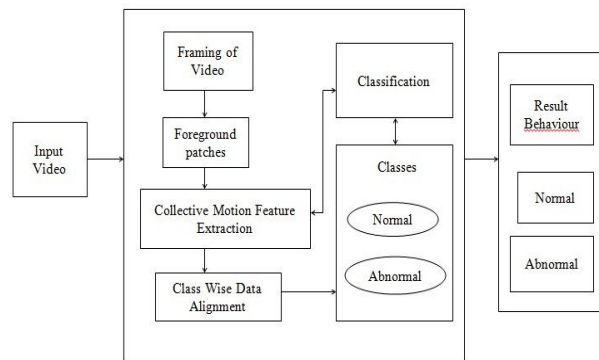 Input
Video
Framing of
Video
Foreground
patches
Collective Motion Feature
Extraction
Class Wise Data
Alignment
Classification
Classes
Normal
Abnormal
Result
Behaviour
Normal
Abnormal